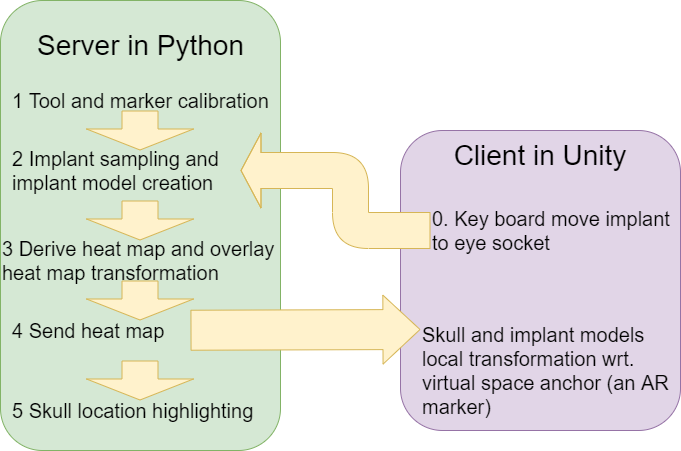 Server in Python
1 Tool and marker calibration
2 Implant sampling and
implant model creation
3 Derive heat map and overlay
heat map transformation
4 Send heat map
5 Skull location highlighting
Client in Unity
0. Key board move implant
to eye socket
Skull and implant models
local transformation wrt.
virtual space anchor (an AR
marker)